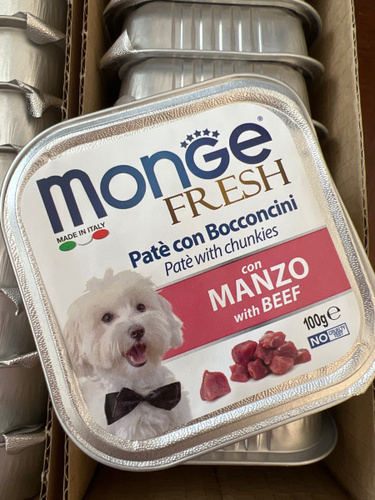 monge
FRESH
MADE IN ITALY
Patè con Bocconcini
Patè with chunkies
con
MANZO
with BEEF
100g℮
NO